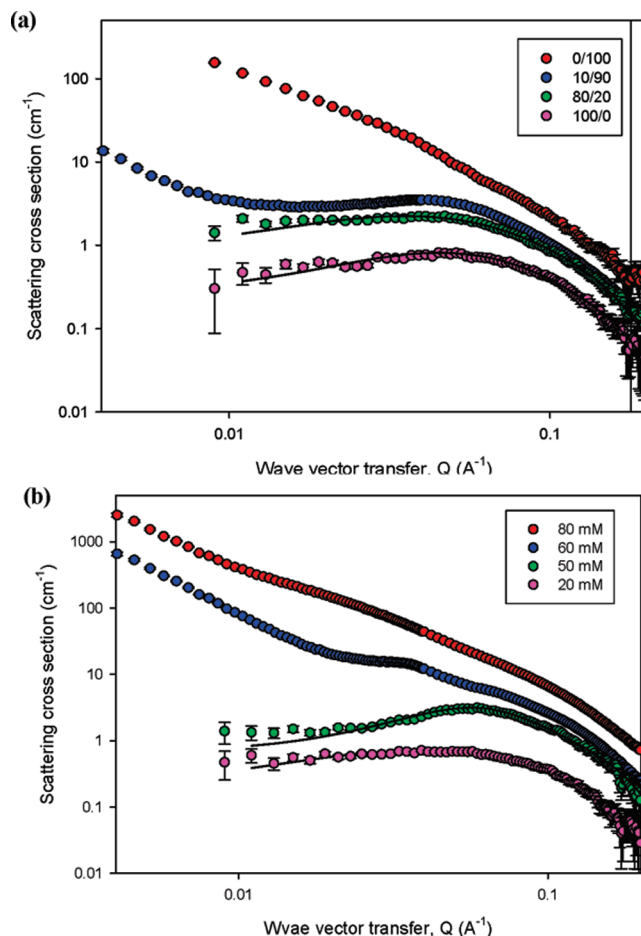 (a)
100
10
1
0.1
0.01
Scattering cross section (cm-1)
0/100
10/90
80/20
100/0
0.01
0.1
Wave vector transfer, Q (A-1)
(b)
1000
100
10
1
0.1
0.01
Scattering cross section (cm-1)
80 mM
60 mM
50 mM
20 mM
0.01
0.1
Wvae vector transfer, Q (A-1)